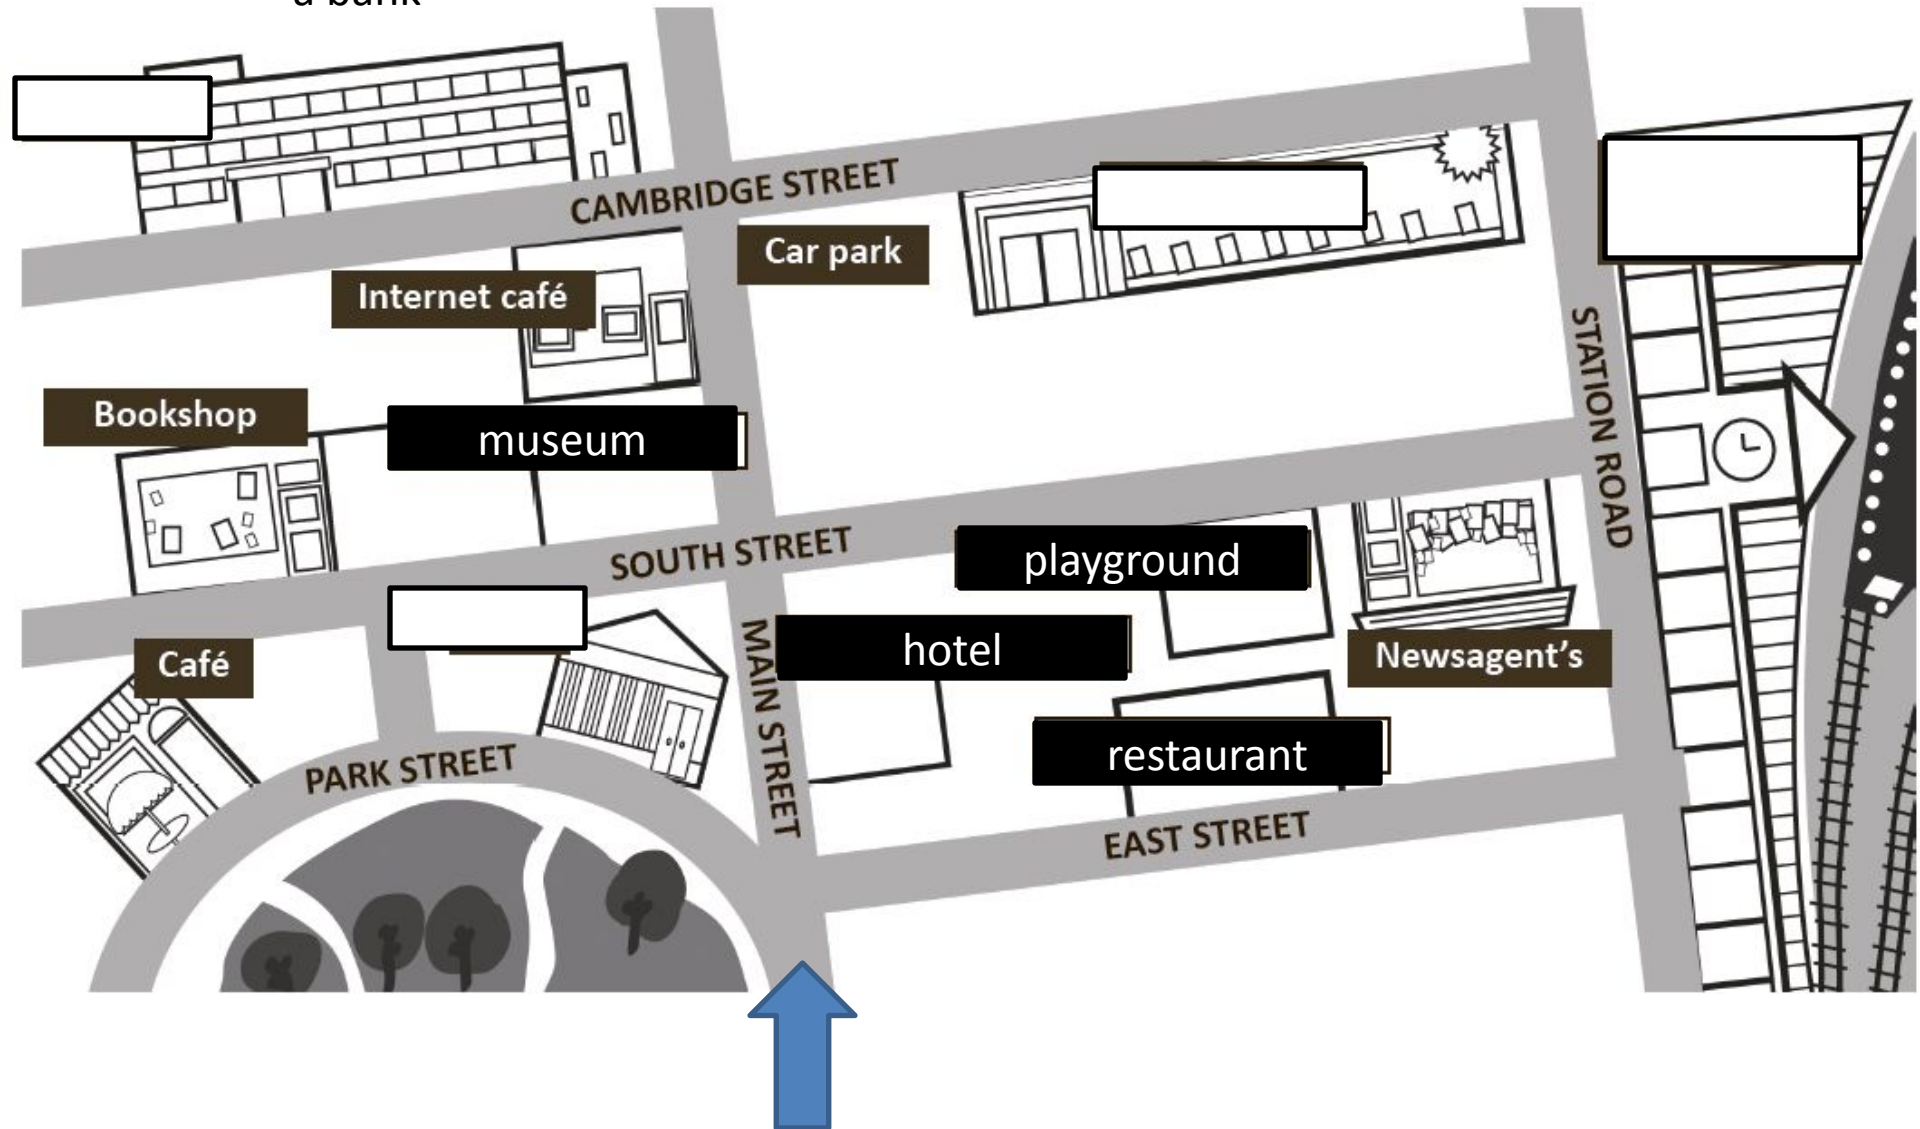 a bank
CAMBRIDGE STREET
Car park
Internet café
Bookshop
museum
STATION ROAD
SOUTH STREET
playground
hotel
Café
MAIN STREET
Newsagent's
restaurant
PARK STREET
EAST STREET